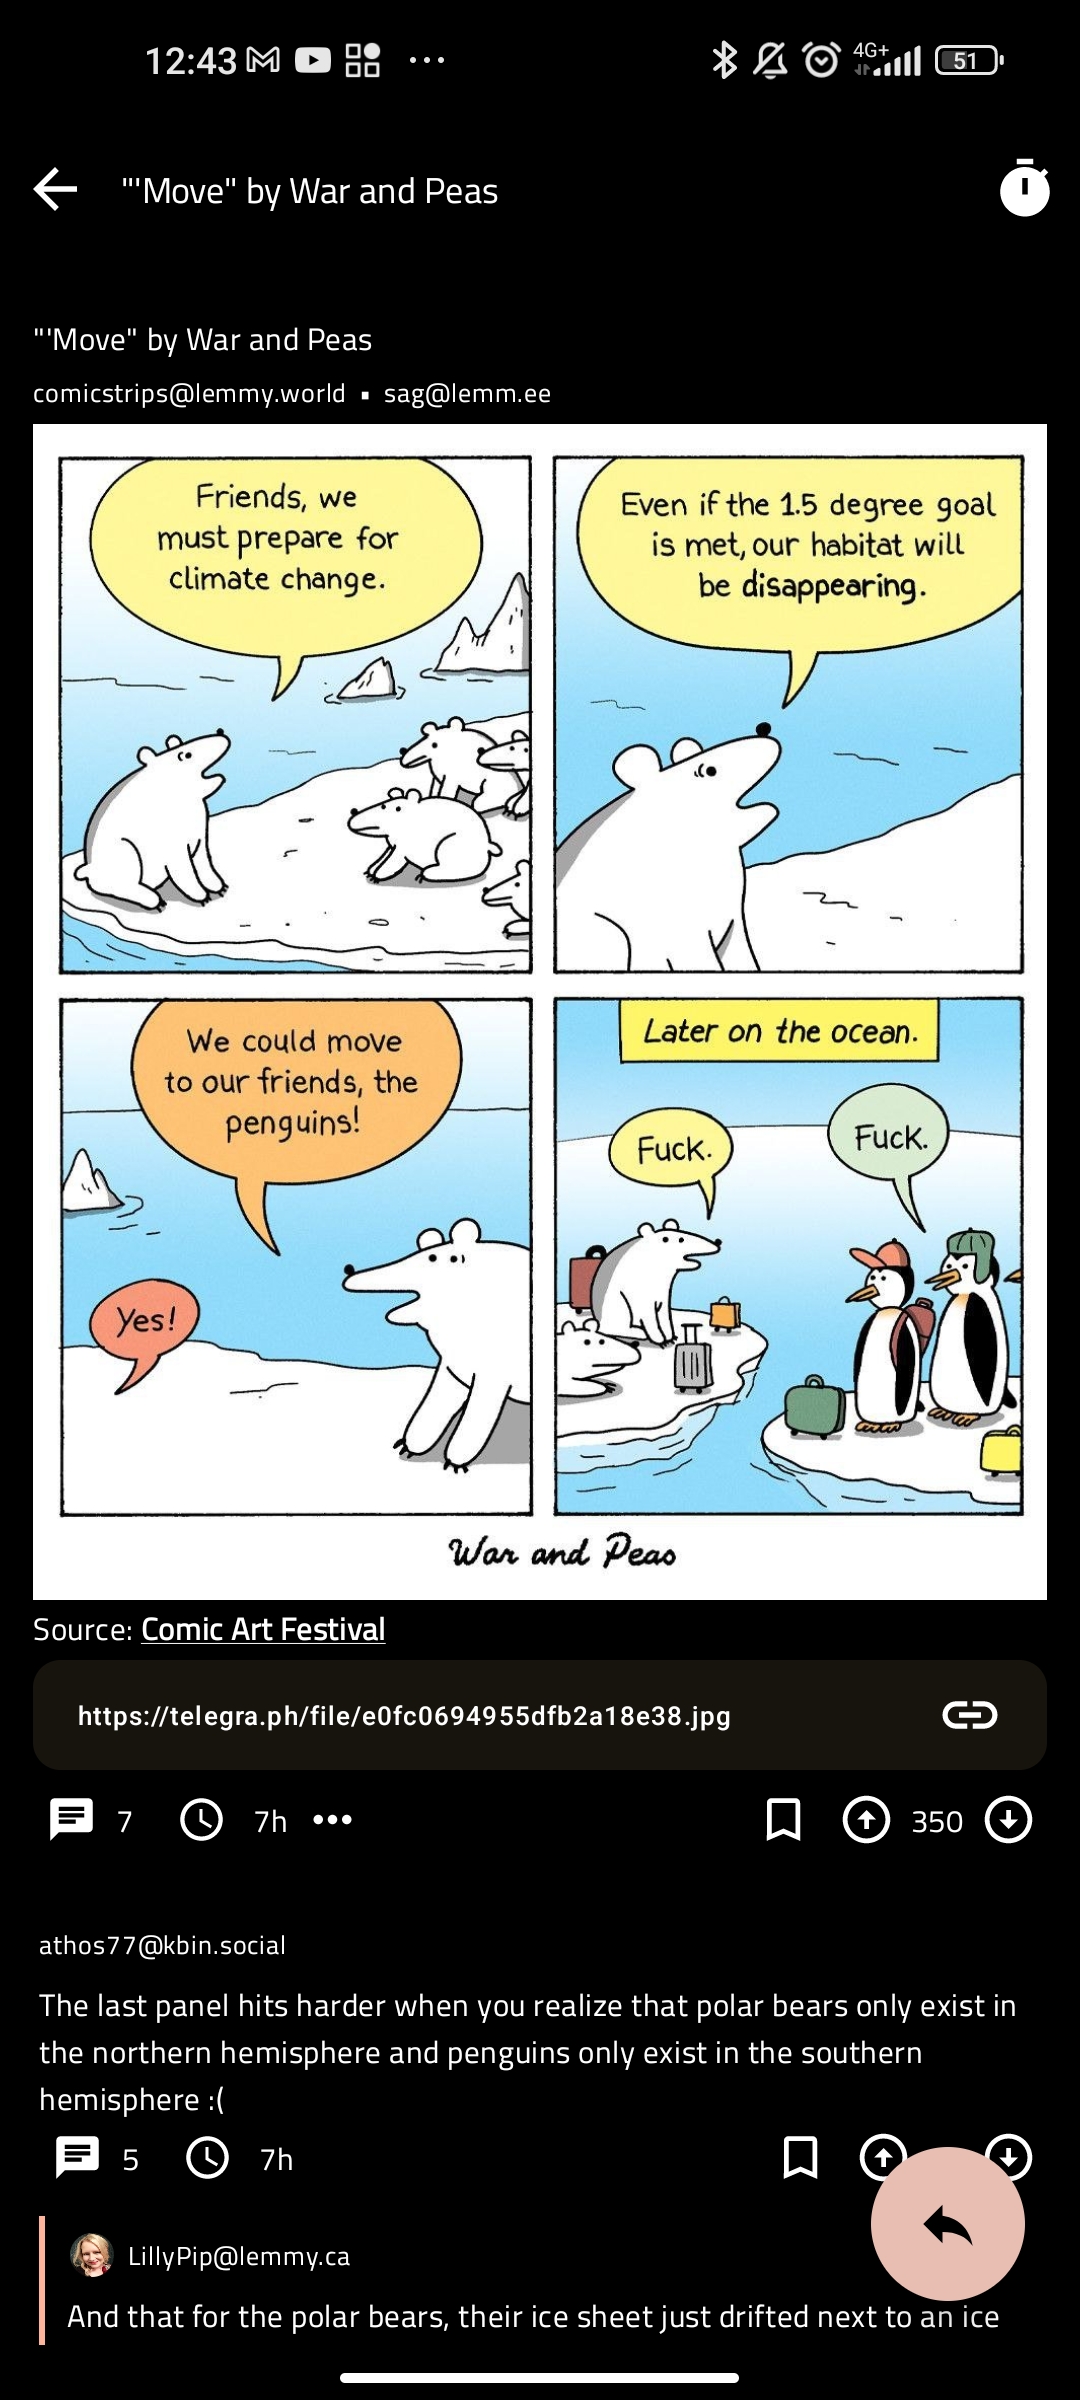 12:43
4G+
51
"'Move" by War and Peas
"'Move" by War and Peas
comicstrips@lemmy.world ▪ sag@lemm.ee
Friends, we
must prepare for
climate change.
Even if the 1.5 degree goal
is met, our habitat will
be disappearing.
We could move
to our friends, the
penguins!
Yes!
Later on the ocean.
Fuck.
Fuck.
War and Peas
Source: Comic Art Festival
https://telegra.ph/file/e0fc0694955dfb2a18e38.jpg
7 7h 350
athos77@kbin.social
The last panel hits harder when you realize that polar bears only exist in
the northern hemisphere and penguins only exist in the southern
hemisphere :(
5 7h
LillyPip@lemmy.ca
And that for the polar bears, their ice sheet just drifted next to an ice